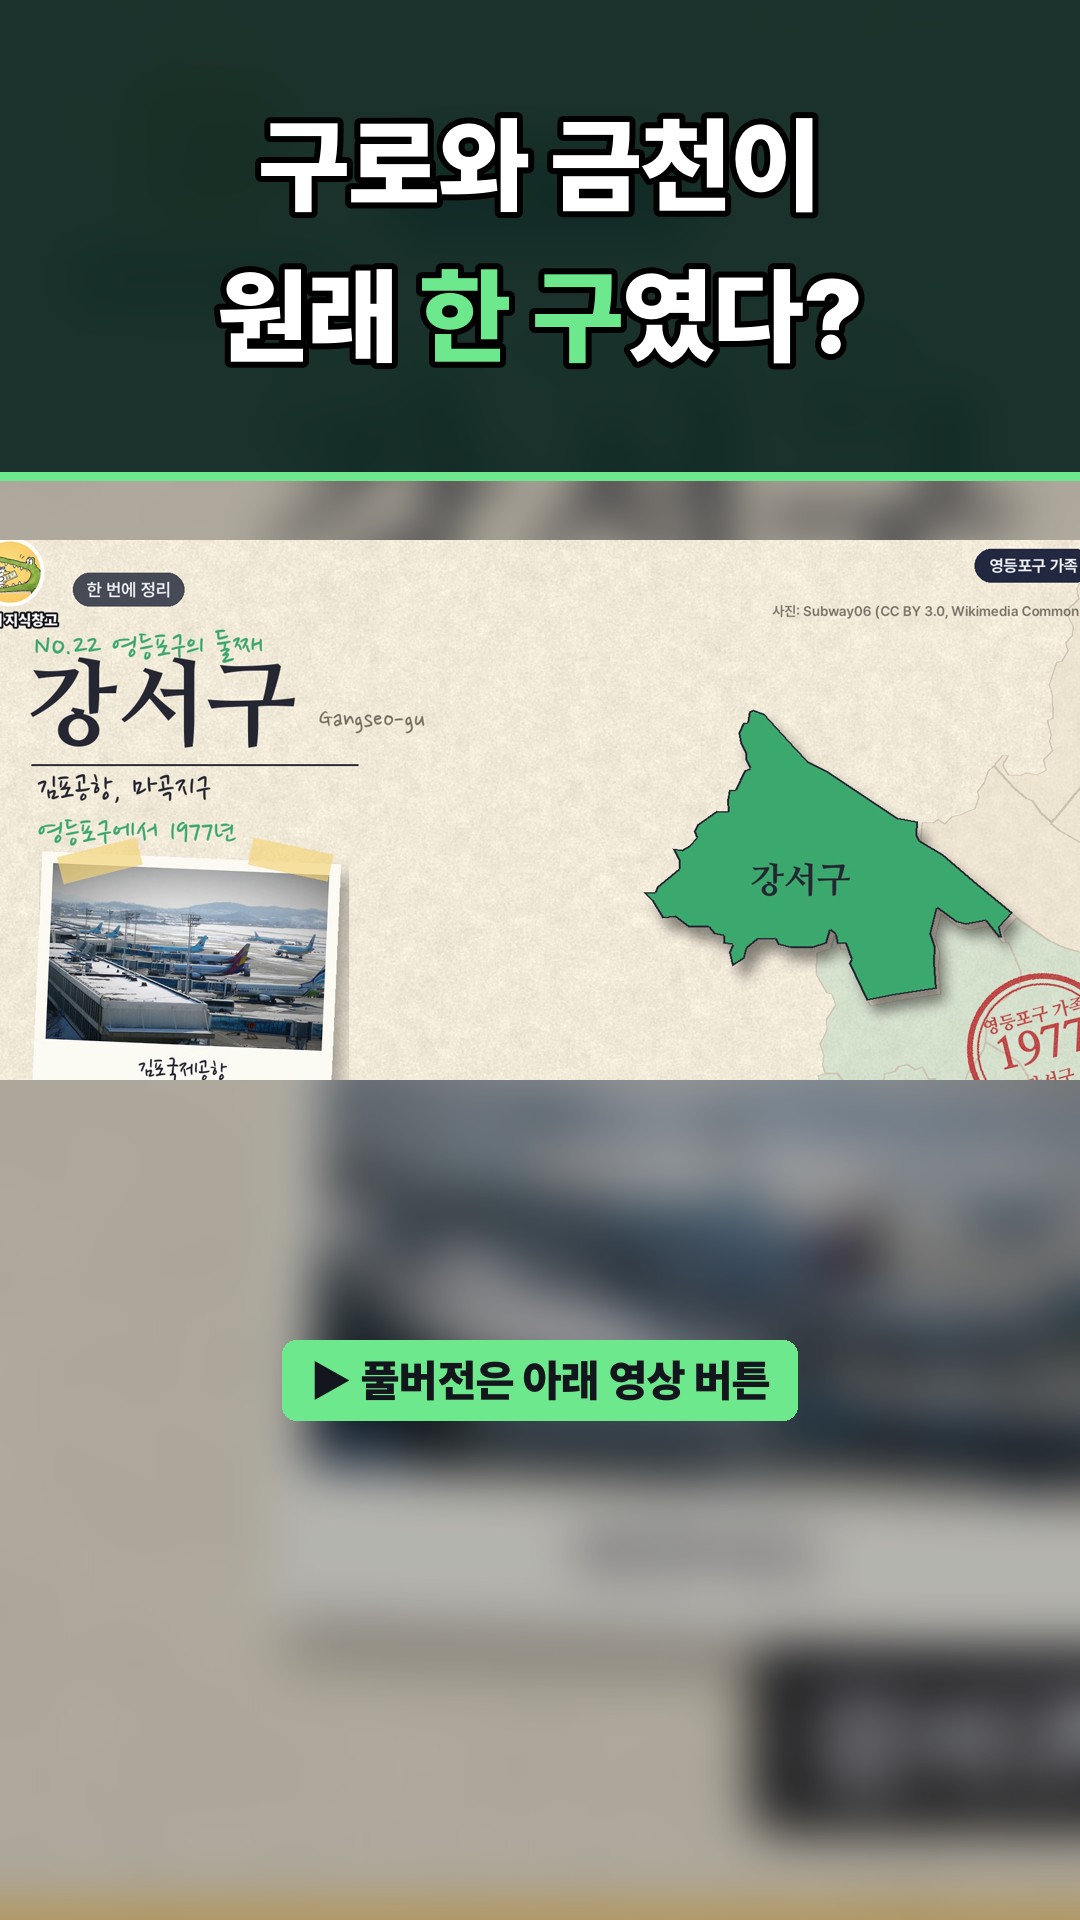 구로와 금천이
원래 한 구였다?
지식창고
한 번에 정리
영등포구 가족
사진: Subway06 (CC BY 3.0, Wikimedia Common
No.22 영등포구의 둘째
강서구
Gangseo-gu
김포공항, 마곡지구
영등포구에서 1977년
강서구
김포국제공항
영등포구 가족
1977
▶ 풀버전은 아래 영상 버튼